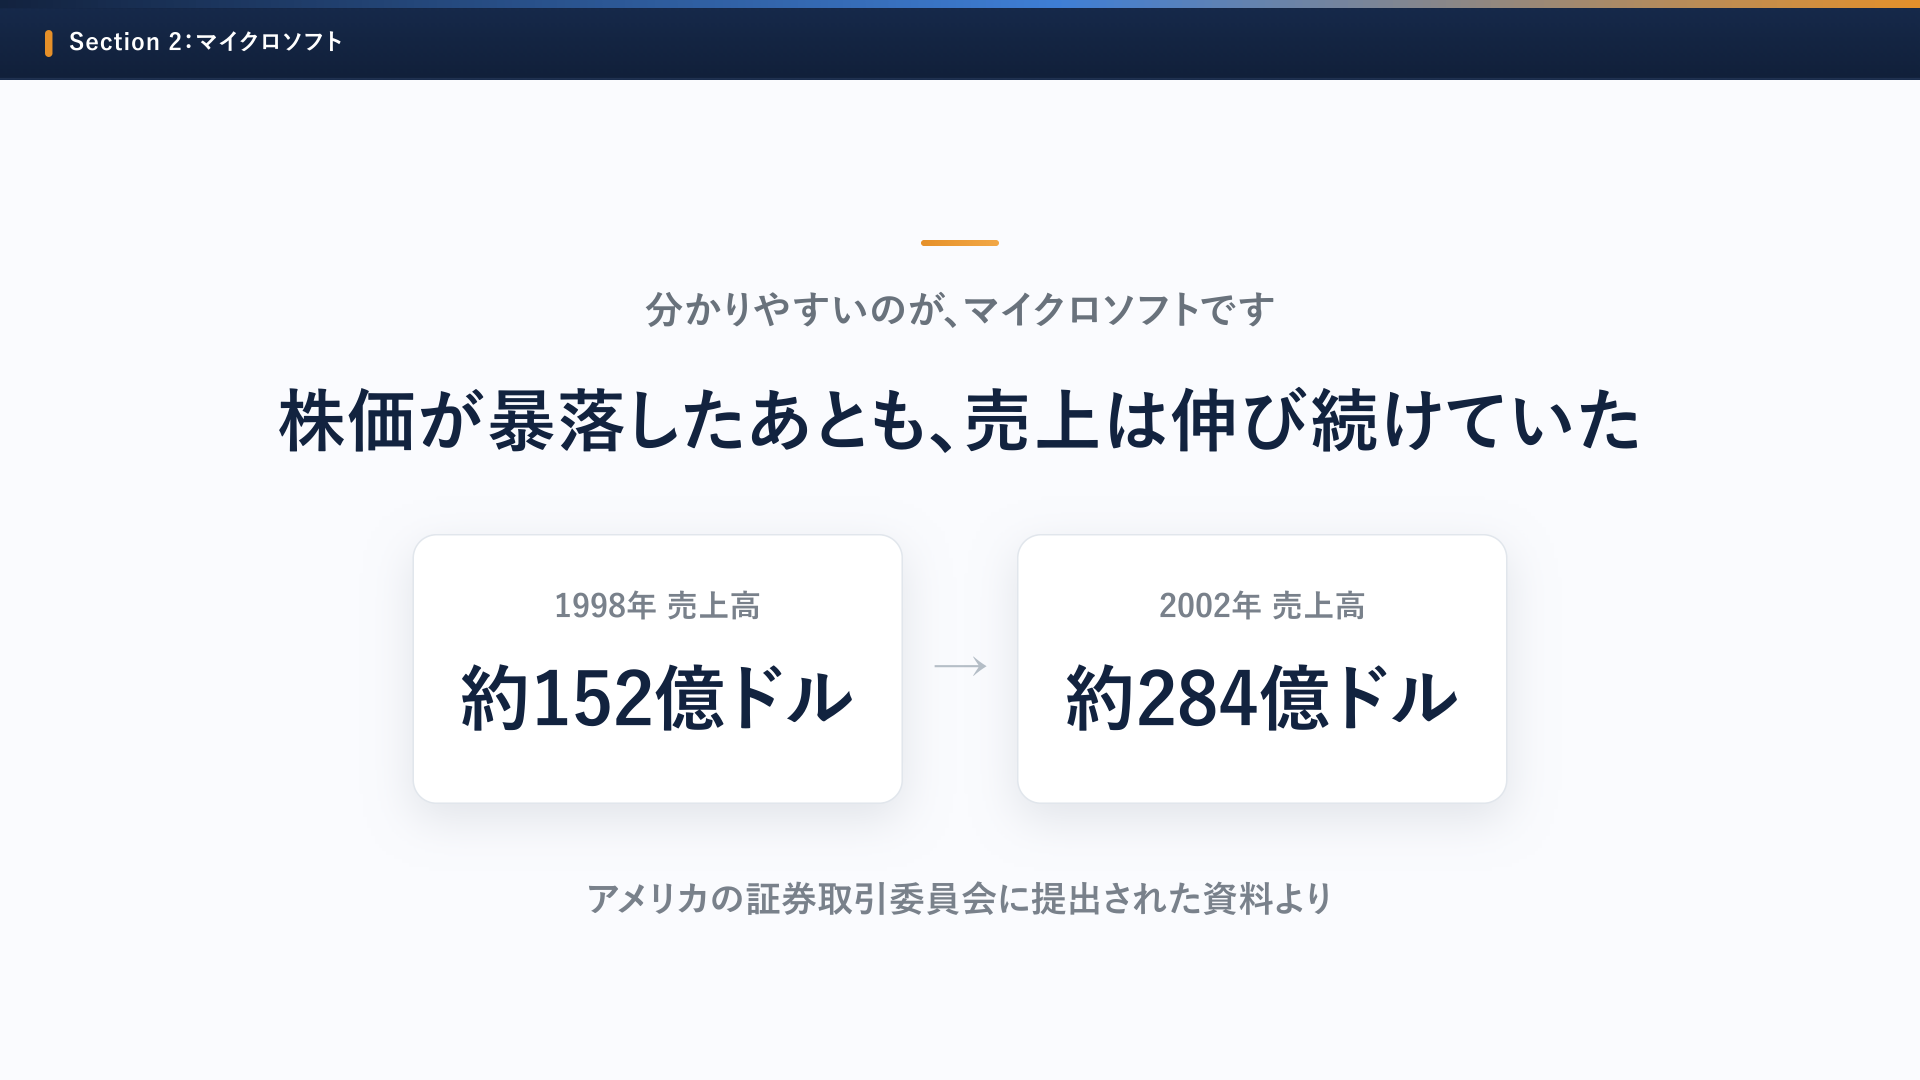 Section 2：マイクロソフト
分かりやすいのが、マイクロソフトです
株価が暴落したあとも、売上は伸び続けていた
1998年 売上高
約152億ドル
→
2002年 売上高
約284億ドル
アメリカの証券取引委員会に提出された資料より